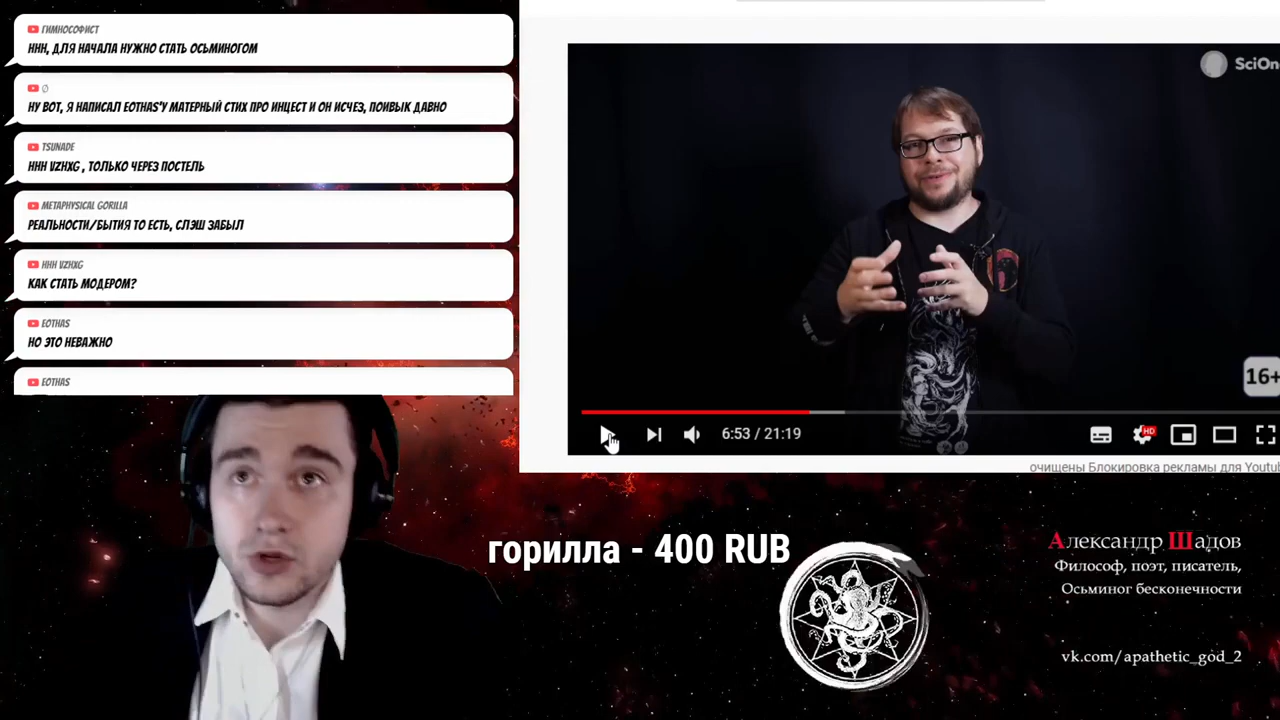 ГИМНОСОФИСТ
HHH, ДЛЯ НАЧАЛА НУЖНО СТАТЬ ОСЬМИНОГОМ
Ø
НУ ВОТ, Я НАПИСАЛ EOTHAS'У МАТЕРНЫЙ СТИХ ПРО ИНЦЕСТ И ОН ИСЧЕЗ, ПОИВЫК ДАВНО
TSUNADE
HHH VZHXG , ТОЛЬКО ЧЕРЕЗ ПОСТЕЛЬ
METAPHYSICAL GORILLA
РЕАЛЬНОСТИ/БЫТИЯ ТО ЕСТЬ, СЛЭШ ЗАБЫЛ
HHH VZHXG
КАК СТАТЬ МОДЕРОМ?
EOTHAS
НО ЭТО НЕВАЖНО
EOTHAS
SciOn
16+
6:53 / 21:19
HD
очищены Блокировка рекламы для Youtub
горилла - 400 RUB
Александр Шадов
Философ, поэт, писатель,
Осьминог бесконечности
vk.com/apathetic_god_2